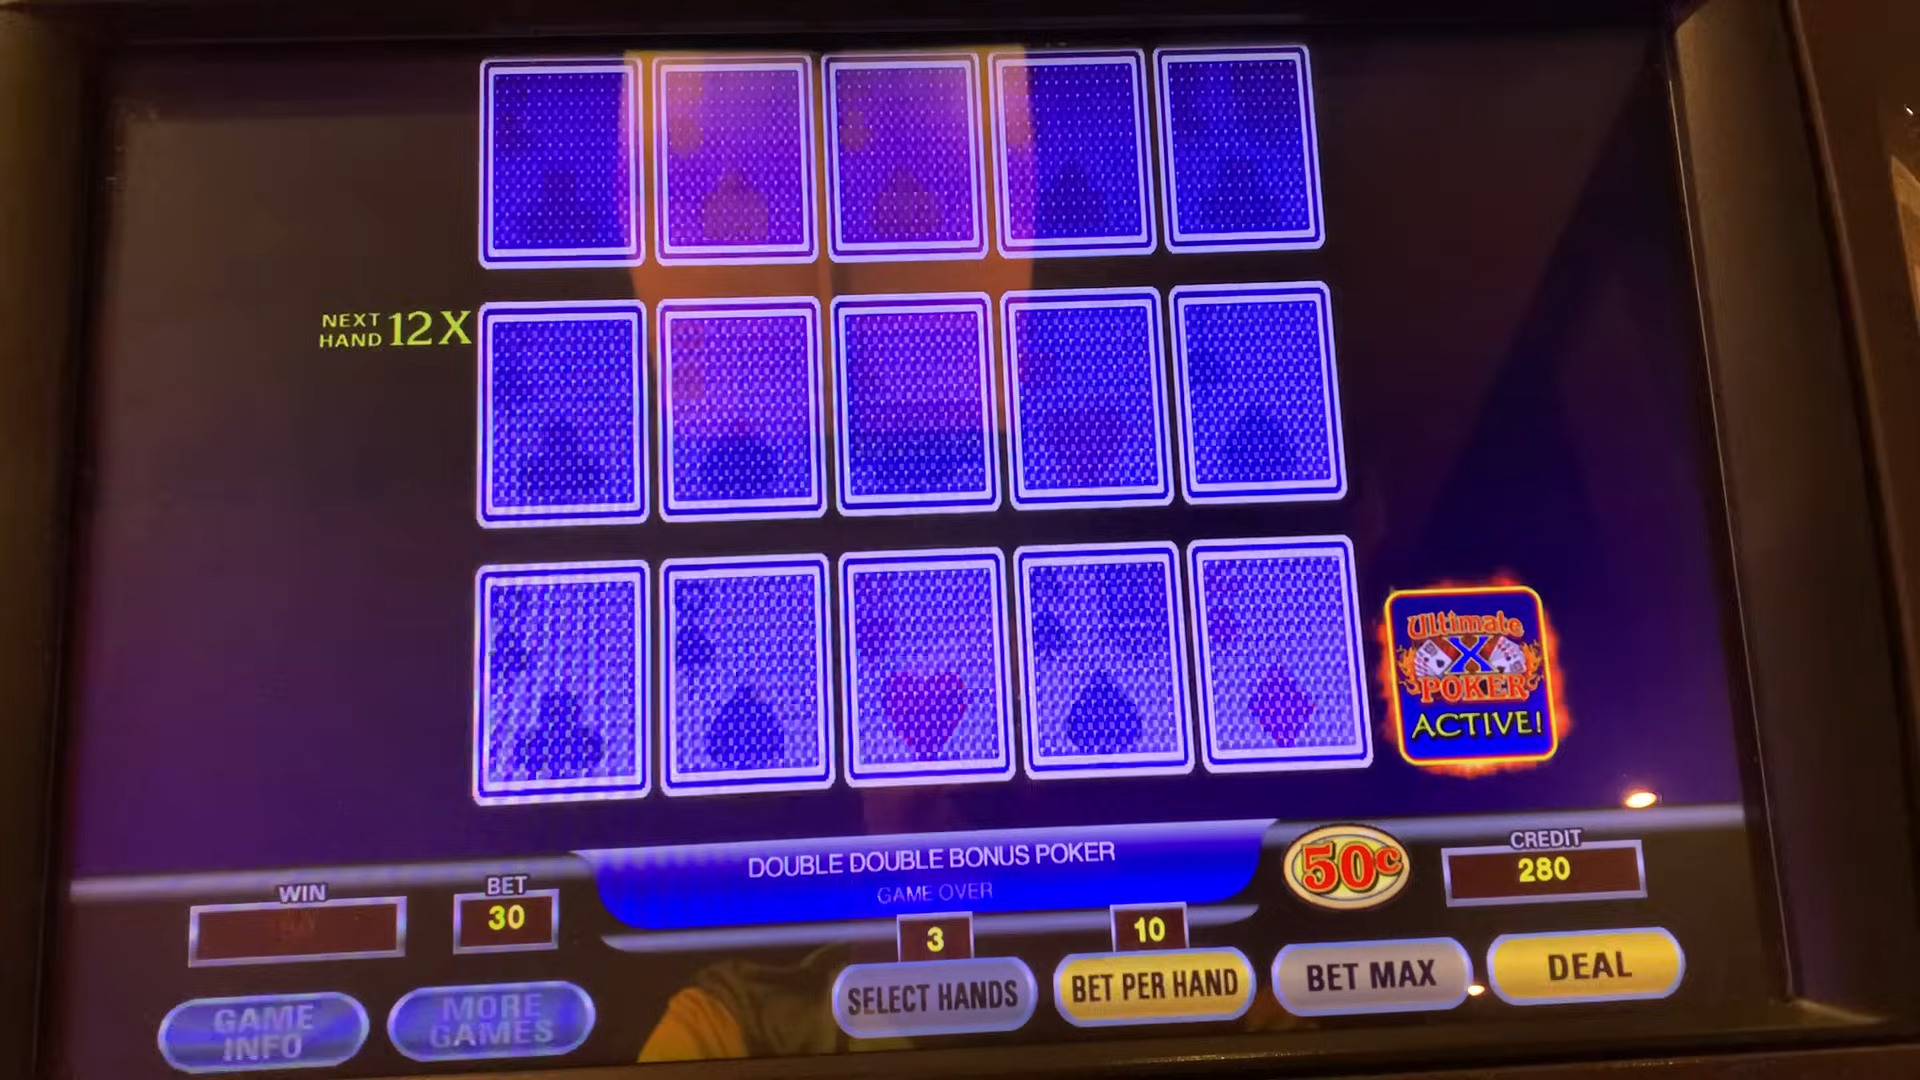 NEXT
HAND 12X
Ultimate
X
POKER
ACTIVE!
DOUBLE DOUBLE BONUS POKER
GAME OVER
50¢
CREDIT
280
WIN
BET
30
3
10
SELECT HANDS
BET PER HAND
BET MAX
DEAL
GAME
INFO
MORE
GAMES